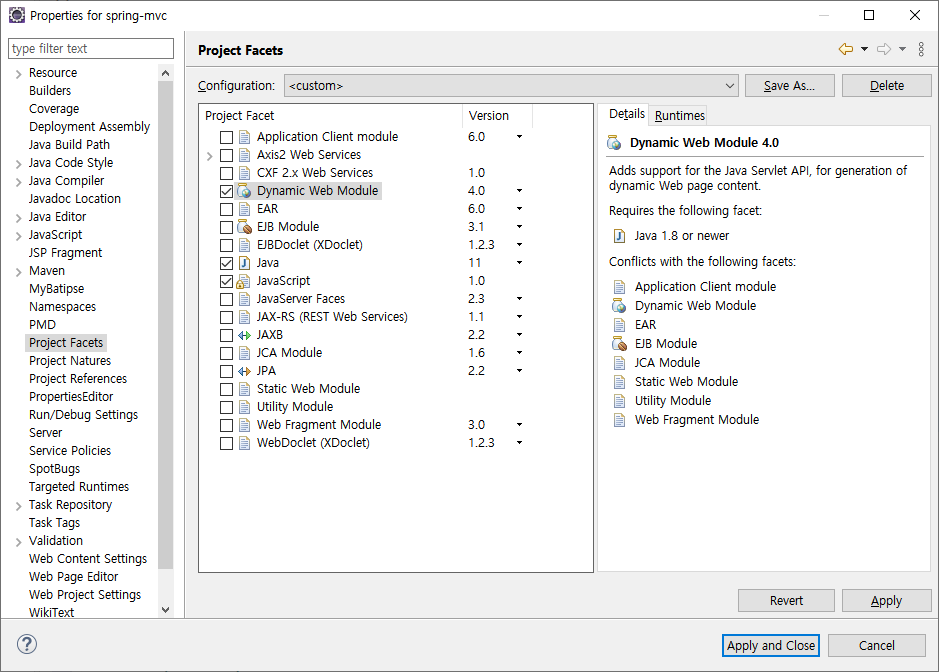 Properties for spring-mvc
type filter text
Resource
Builders
Coverage
Deployment Assembly
Java Build Path
Java Code Style
Java Compiler
Javadoc Location
Java Editor
JavaScript
JSP Fragment
Maven
MyBatipse
Namespaces
PMD
Project Facets
Project Natures
Project References
PropertiesEditor
Run/Debug Settings
Server
Service Policies
SpotBugs
Targeted Runtimes
Task Repository
Task Tags
Validation
Web Content Settings
Web Page Editor
Web Project Settings
WikiText
Project Facets
Configuration: <custom> Save As... Delete
Project Facet Version
Application Client module 6.0
Axis2 Web Services
CXF 2.x Web Services 1.0
Dynamic Web Module 4.0
EAR 6.0
EJB Module 3.1
EJBDoclet (XDoclet) 1.2.3
Java 11
JavaScript 1.0
JavaServer Faces 2.3
JAX-RS (REST Web Services) 1.1
JAXB 2.2
JCA Module 1.6
JPA 2.2
Static Web Module
Utility Module
Web Fragment Module 3.0
WebDoclet (XDoclet) 1.2.3
Details Runtimes
Dynamic Web Module 4.0
Adds support for the Java Servlet API, for generation of
dynamic Web page content.
Requires the following facet:
Java 1.8 or newer
Conflicts with the following facets:
Application Client module
Dynamic Web Module
EAR
EJB Module
JCA Module
Static Web Module
Utility Module
Web Fragment Module
Revert Apply
? Apply and Close Cancel